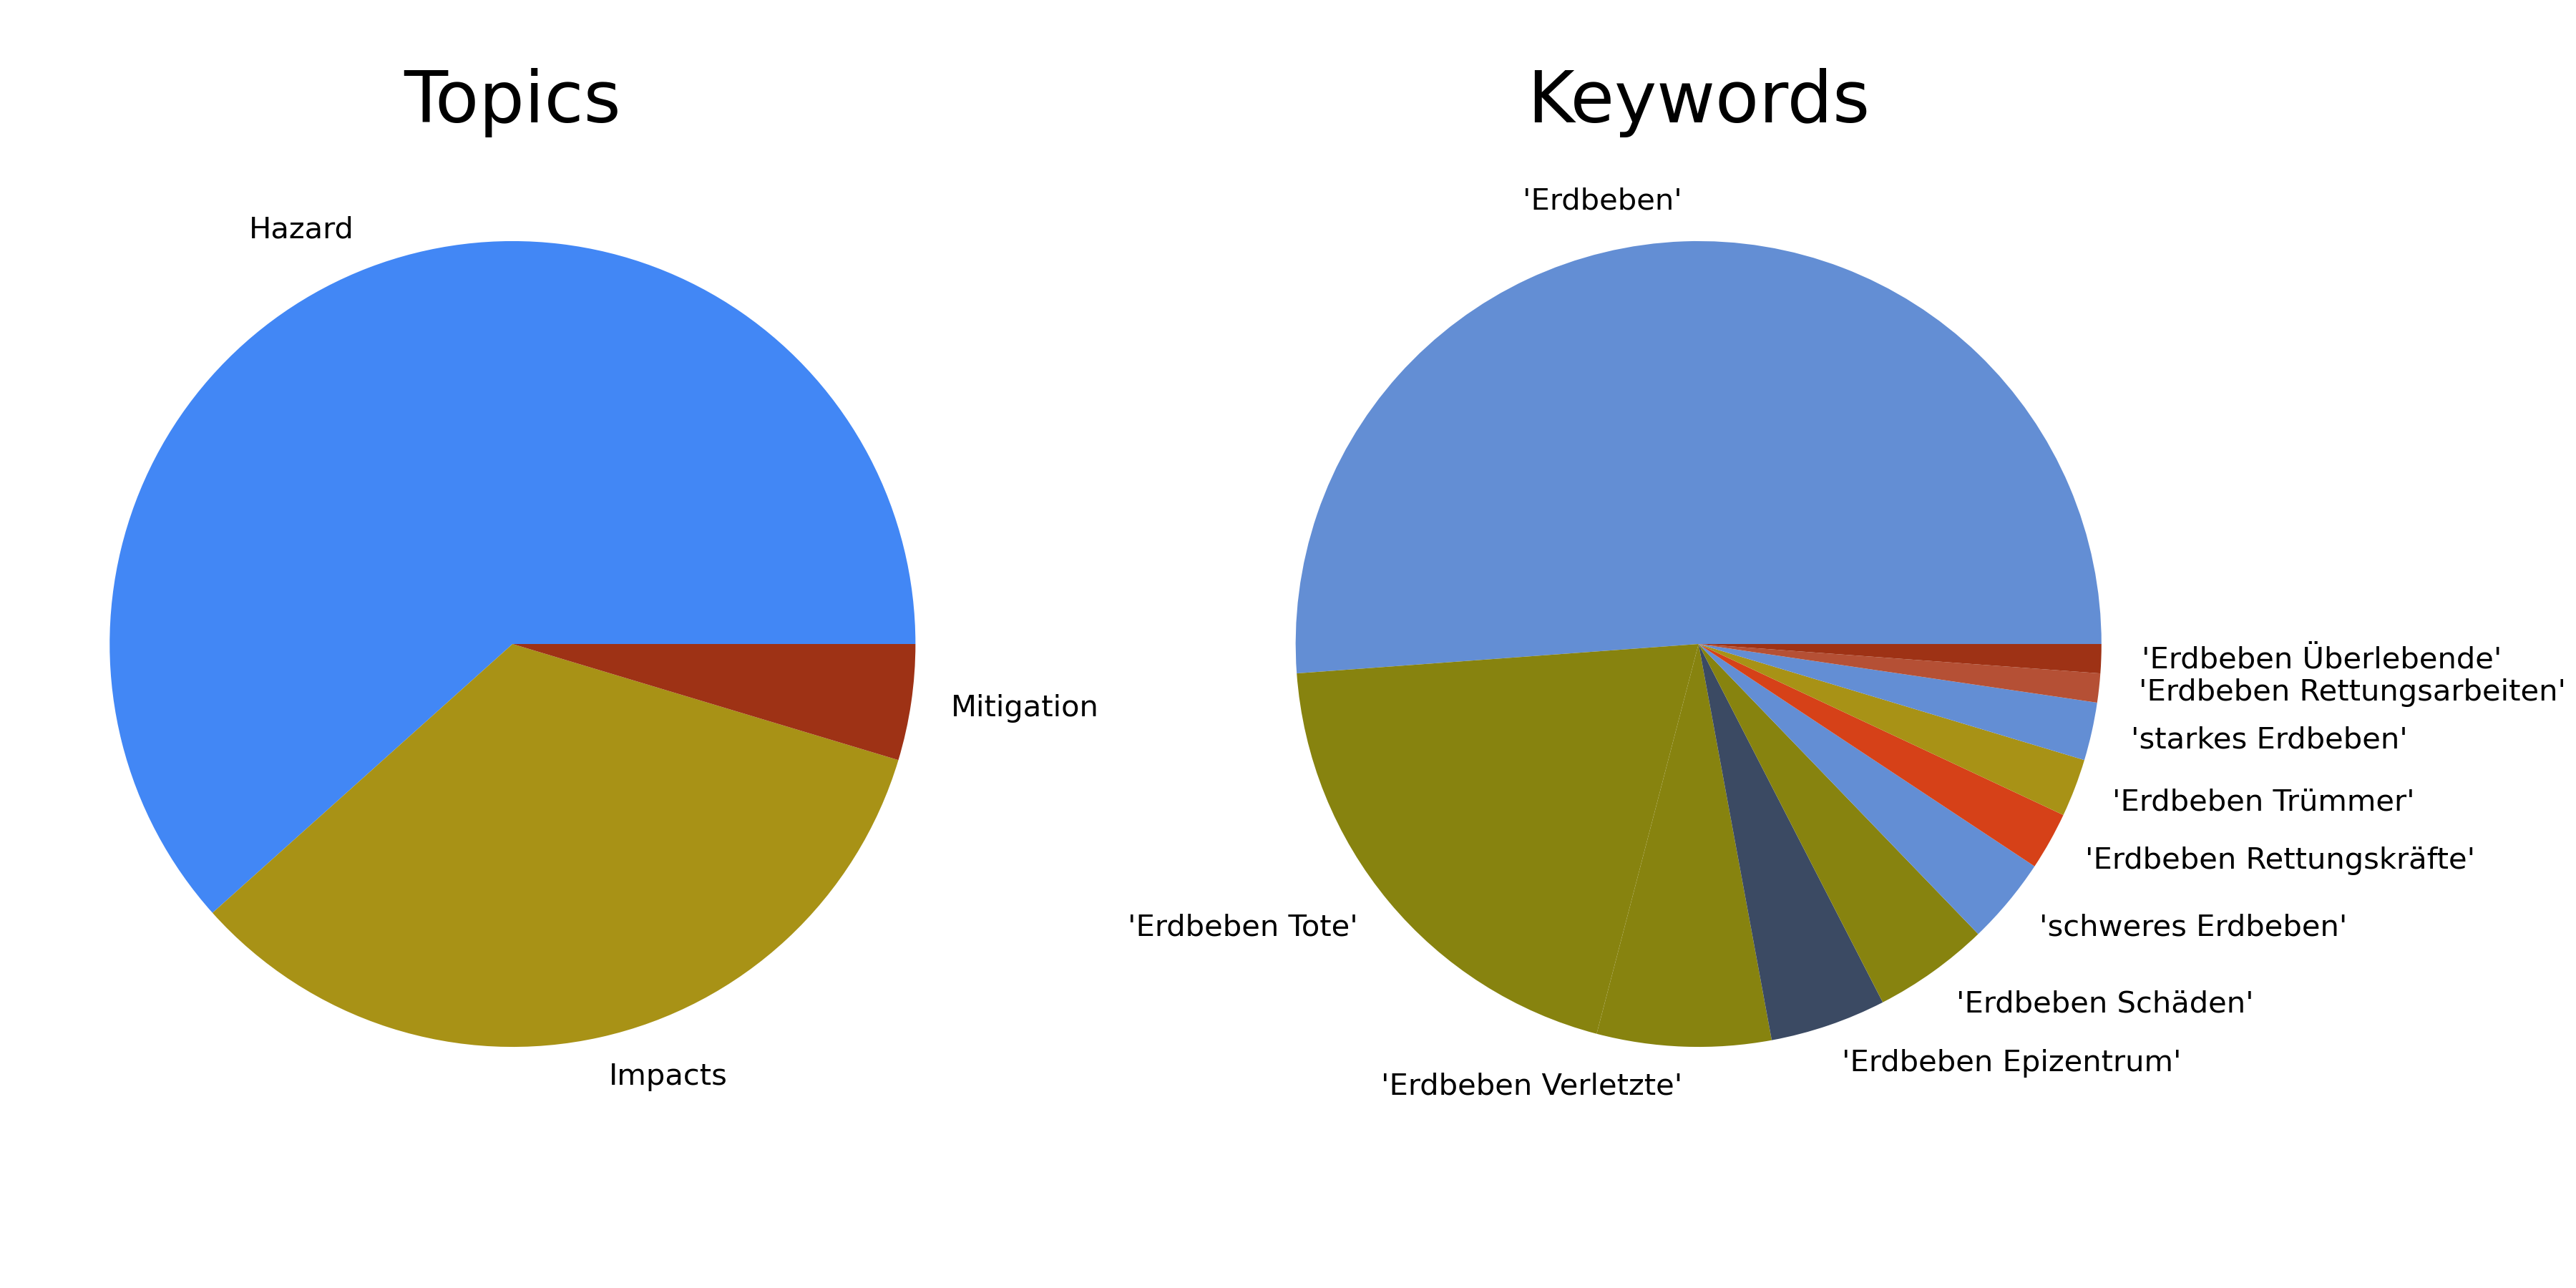 Topics
Hazard
Mitigation
Impacts
Keywords
'Erdbeben'
'Erdbeben Überlebende'
'Erdbeben Rettungsarbeiten'
'starkes Erdbeben'
'Erdbeben Trümmer'
'Erdbeben Rettungskräfte'
'schweres Erdbeben'
'Erdbeben Schäden'
'Erdbeben Epizentrum'
'Erdbeben Verletzte'
'Erdbeben Tote'